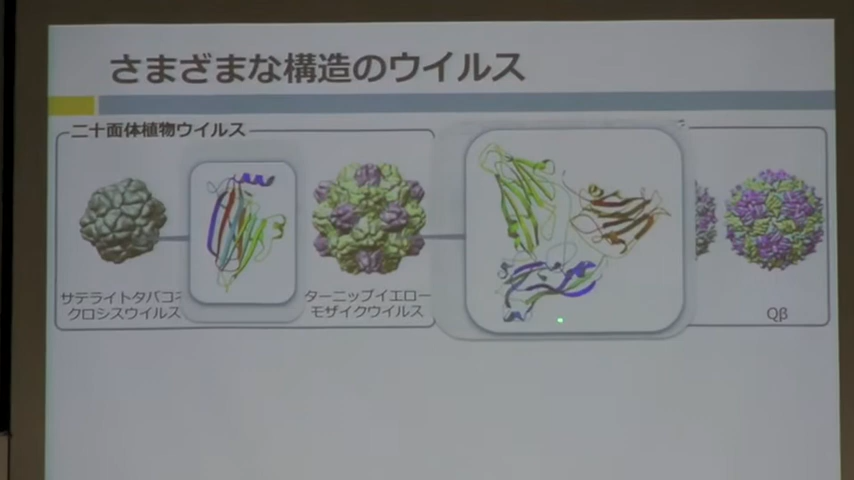 さまざまな構造のウイルス
二十面体植物ウイルス
サテライトタバコネ
クロシスウイルス
ターニップイエロー
モザイクウイルス
Qβ